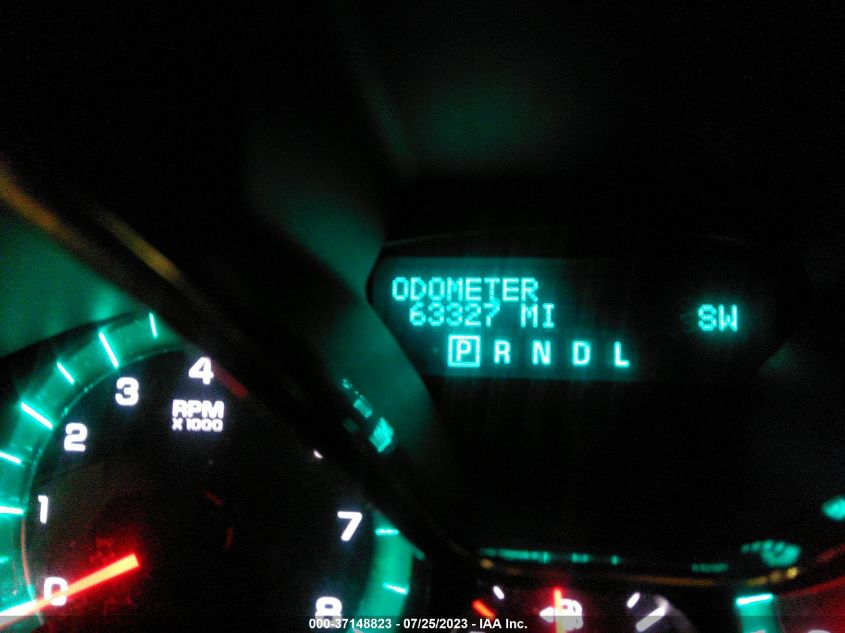 ODOMETER
63327 MI
SW
P R N D L
4
3
RPM
X 1000
2
1
7
0
8
000-37148823 - 07/25/2023 - IAA Inc.